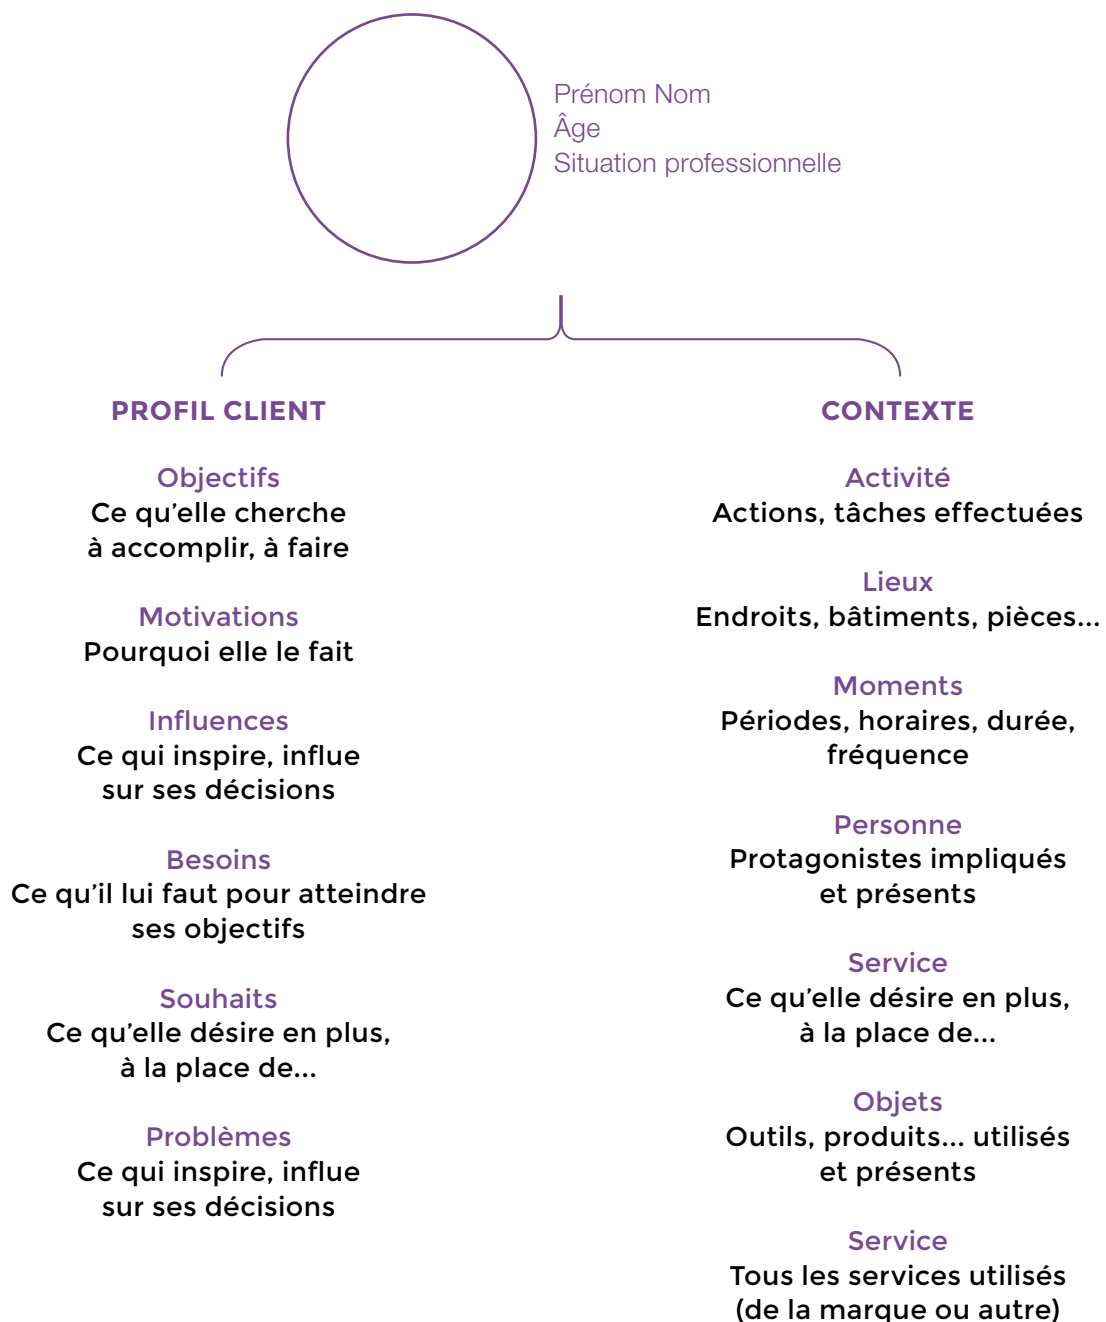 Prénom Nom
Âge
Situation professionnelle
PROFIL CLIENT
Objectifs
Ce qu’elle cherche
à accomplir, à faire
Motivations
Pourquoi elle le fait
Influences
Ce qui inspire, influe
sur ses décisions
Besoins
Ce qu’il lui faut pour atteindre
ses objectifs
Souhaits
Ce qu’elle désire en plus,
à la place de...
Problèmes
Ce qui inspire, influe
sur ses décisions
CONTEXTE
Activité
Actions, tâches effectuées
Lieux
Endroits, bâtiments, pièces...
Moments
Périodes, horaires, durée,
fréquence
Personne
Protagonistes impliqués
et présents
Service
Ce qu’elle désire en plus,
à la place de...
Objets
Outils, produits... utilisés
et présents
Service
Tous les services utilisés
(de la marque ou autre)